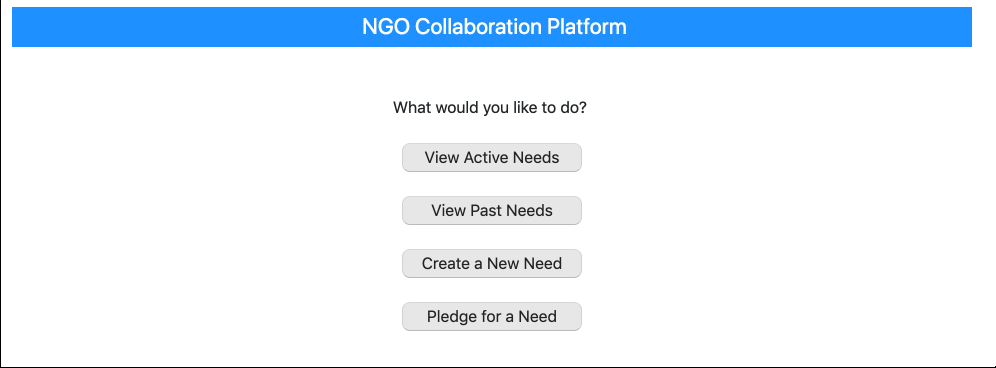 NGO Collaboration Platform
What would you like to do?
View Active Needs
View Past Needs
Create a New Need
Pledge for a Need